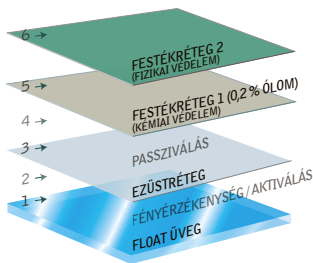 6
FESTÉKRÉTEG 2
(FIZIKAI VÉDELEM)
5
FESTÉKRÉTEG 1 (0,2 % ÓLOM)
(KÉMIAI VÉDELEM)
4
PASSZIVÁLÁS
3
EZÜSTRÉTEG
2
FÉNYÉRZÉKENYSÉG / AKTIVÁLÁS
1
FLOAT ÜVEG